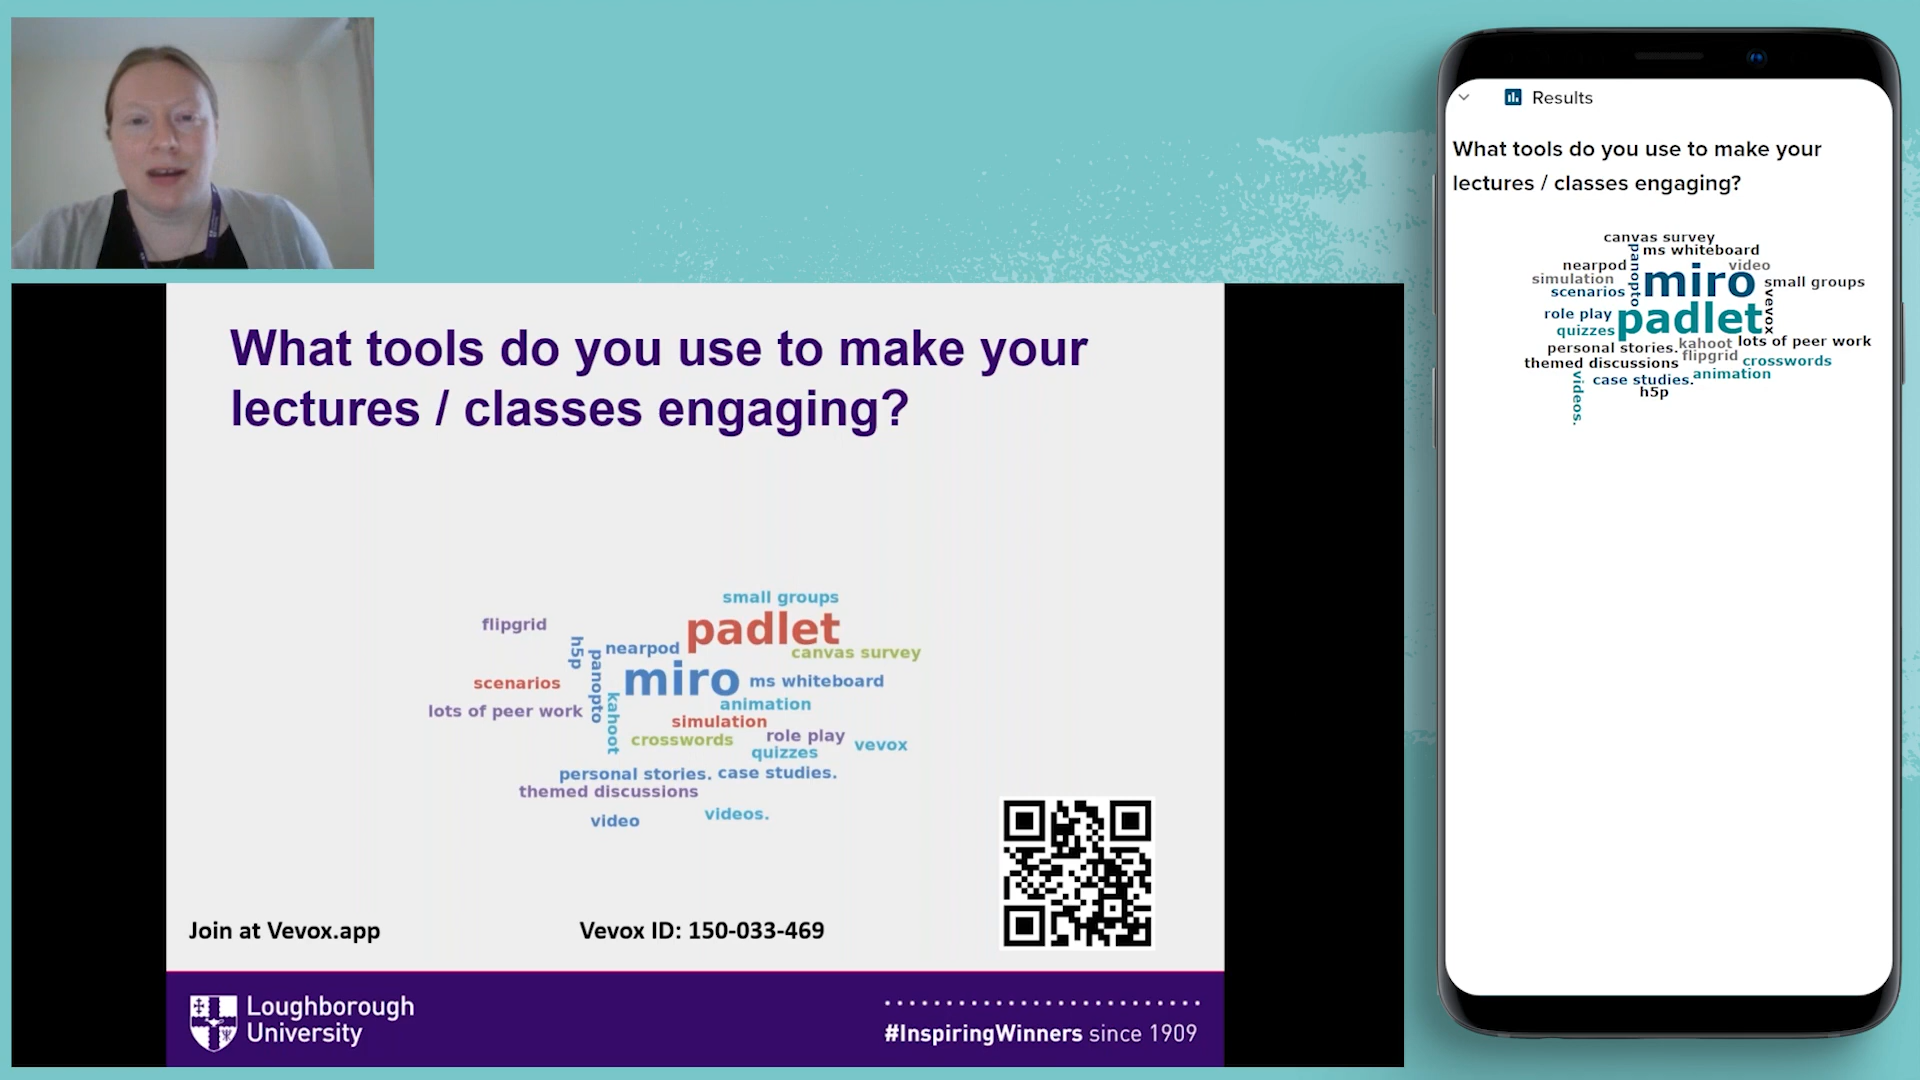 What tools do you use to make your
lectures / classes engaging?
small groups
flipgrid
padlet
h5p
nearpod
canvas survey
panopto
miro
ms whiteboard
scenarios
kahoot
animation
lots of peer work
simulation
crosswords
role play
vevox
quizzes
personal stories.
case studies.
themed discussions
video
videos.
Join at Vevox.app
Vevox ID: 150-033-469
Loughborough
University
#InspiringWinners since 1909
Results
What tools do you use to make your
lectures / classes engaging?
canvas survey
panopto
ms whiteboard
nearpod
video
simulation
miro
small groups
scenarios
vevox
role play
padlet
quizzes
kahoot
lots of peer work
personal stories.
flipgrid
themed discussions
crosswords
videos.
case studies.
animation
h5p